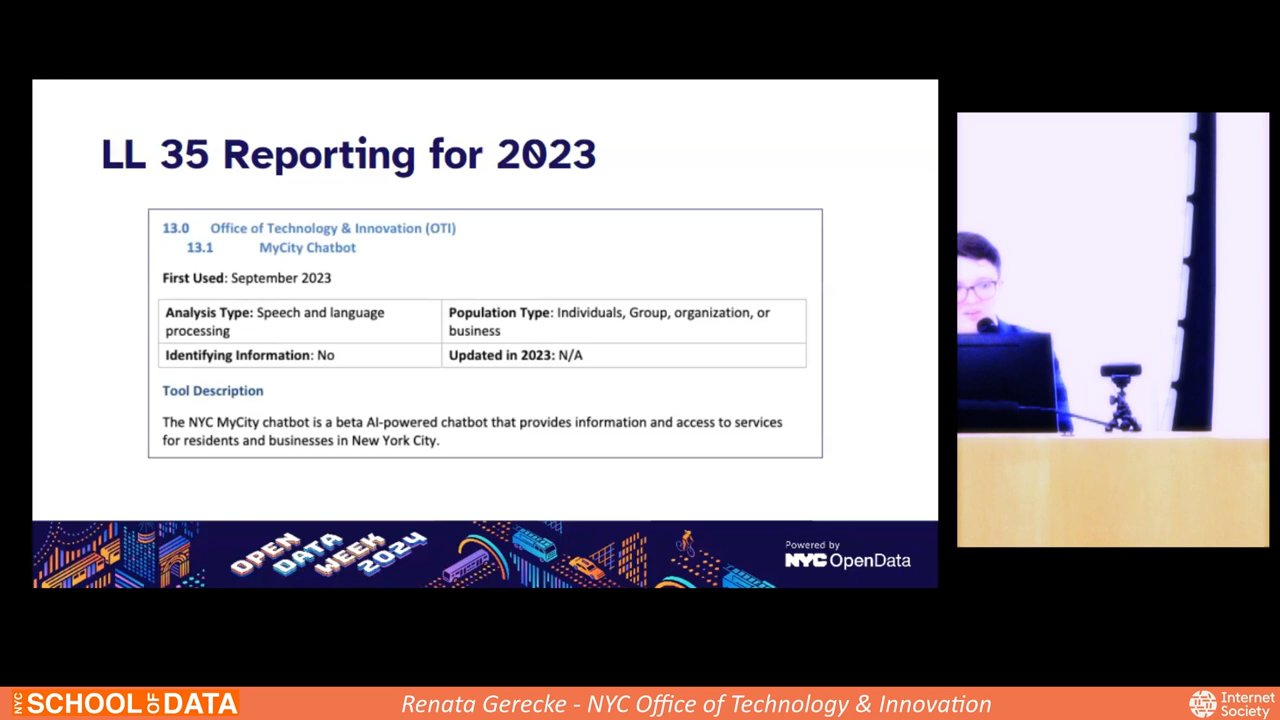 LL 35 Reporting for 2023
13.0 Office of Technology & Innovation (OTI)
13.1 MyCity Chatbot
First Used: September 2023
Analysis Type: Speech and language
processing
Population Type: Individuals, Group, organization, or
business
Identifying Information: No
Updated in 2023: N/A
Tool Description
The NYC MyCity chatbot is a beta AI-powered chatbot that provides information and access to services
for residents and businesses in New York City.
OPEN
DATA
WEEK
2024
Powered by
NYC OpenData
NYC SCHOOL OF DATA
Renata Gerecke - NYC Office of Technology & Innovation
Internet
Society